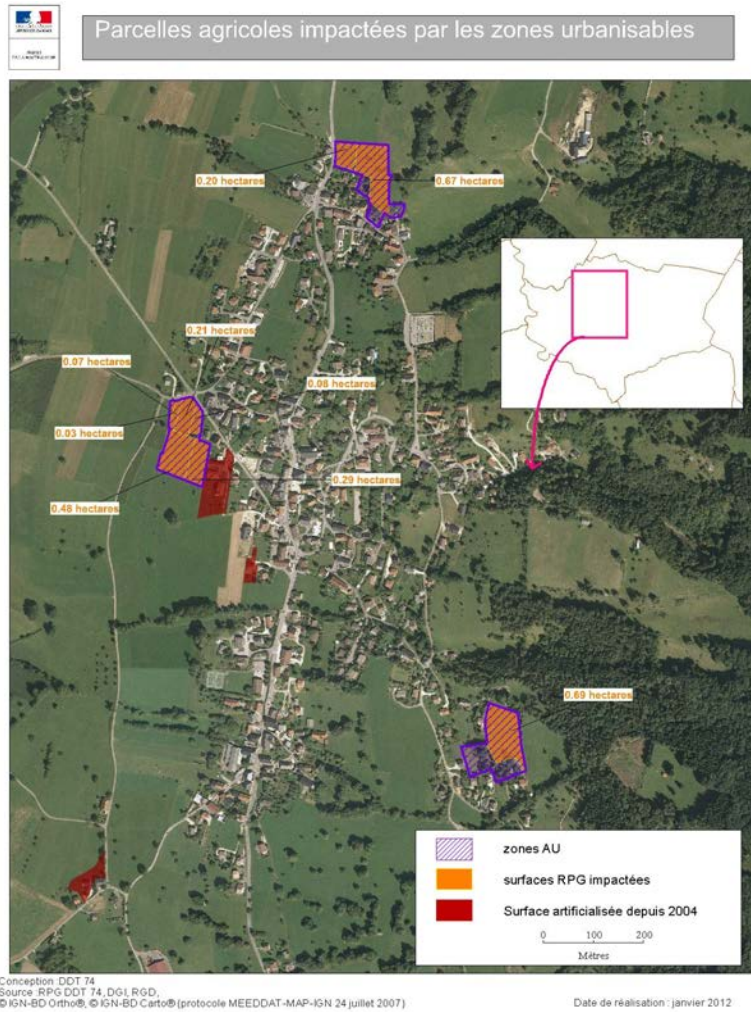 Parcelles agricoles impactées par les zones urbanisables
0.20 hectares
0.67 hectares
0.21 hectares
0.07 hectares
0.08 hectares
0.03 hectares
0.29 hectares
0.48 hectares
0.69 hectares
zones AU
surfaces RPG impactées
Surface artificialisée depuis 2004
0 100 200
Mètres
Conception :DDT 74
Source :RPG DDT 74, DGI, RGD,
© IGN-BD Ortho®, © IGN-BD Carto® (protocole MEEDDAT-MAP-IGN 24 juillet 2007)
Date de réalisation : janvier 2012